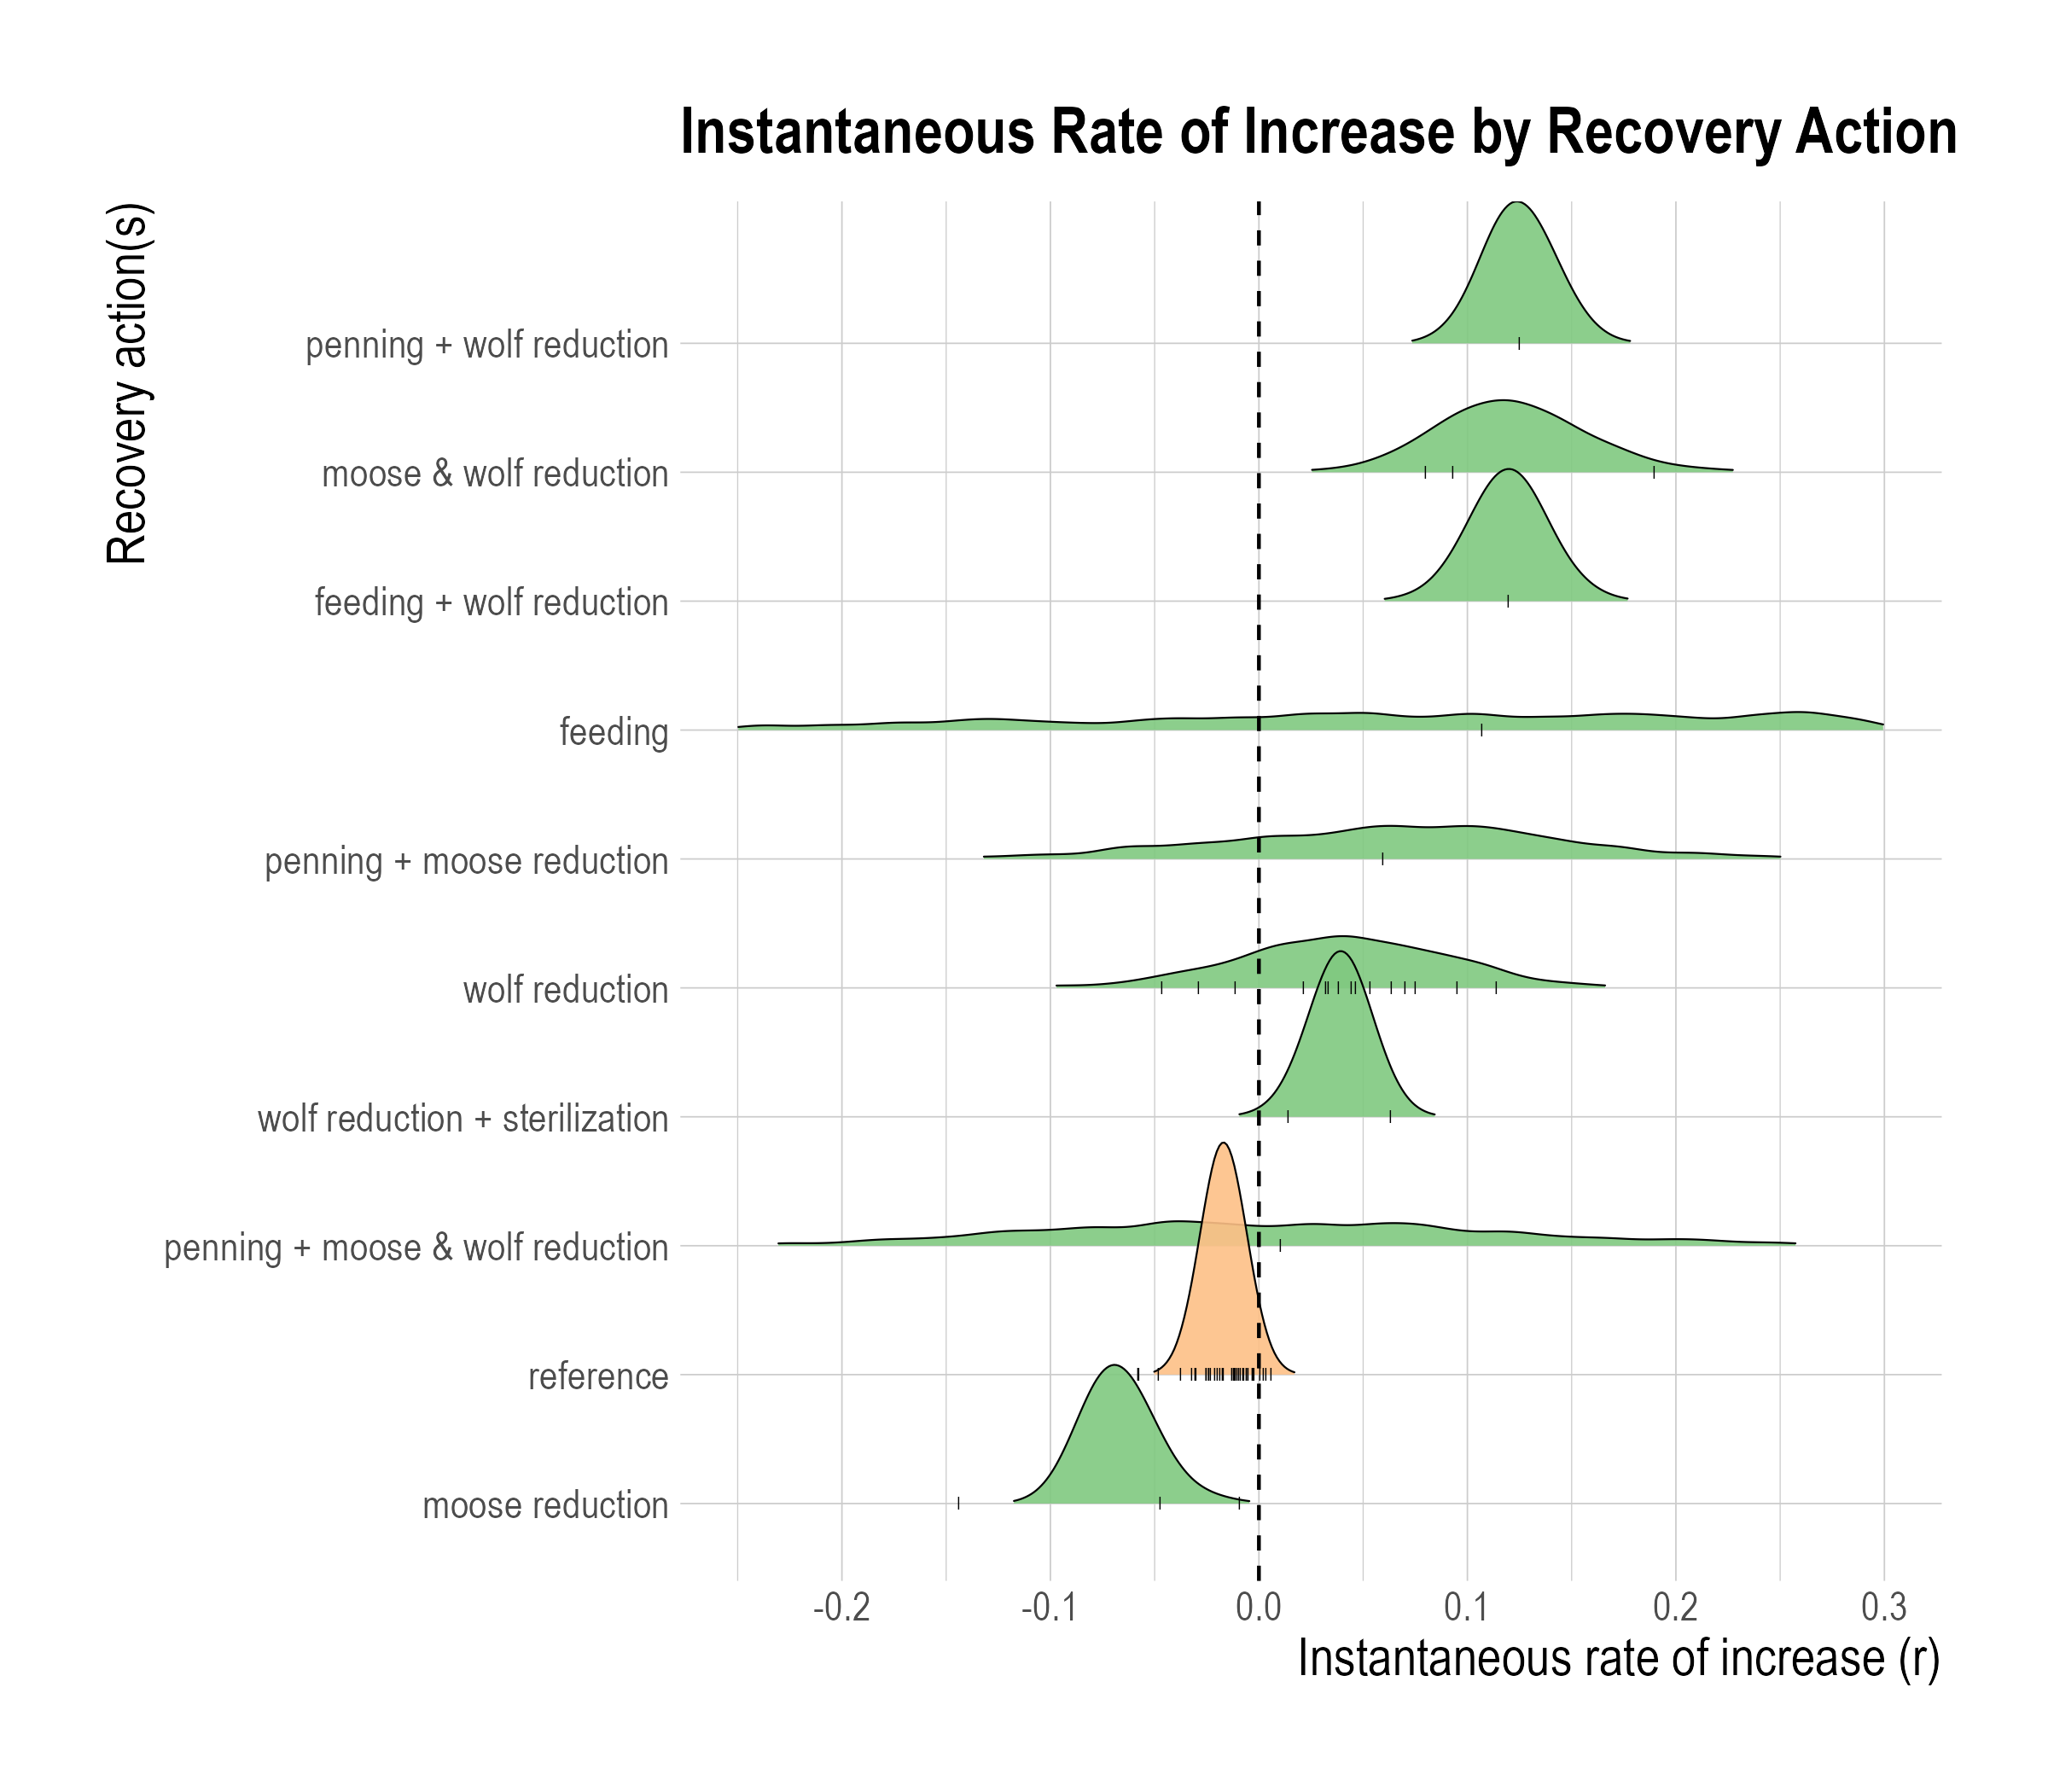 Instantaneous Rate of Increase by Recovery Action
Recovery action(s)
penning + wolf reduction
moose & wolf reduction
feeding + wolf reduction
feeding
penning + moose reduction
wolf reduction
wolf reduction + sterilization
penning + moose & wolf reduction
reference
moose reduction
-0.2 -0.1 0.0 0.1 0.2 0.3
Instantaneous rate of increase (r)